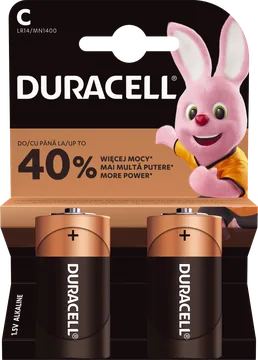 C
LR14/MN1400
DURACELL
DO/CU PÂNĂ LA/UP TO
40%
WIĘCEJ MOCY*
MAI MULTĂ PUTERE*
MORE POWER*
+
+
DURACELL
DURACELL
1.5V ALKALINE